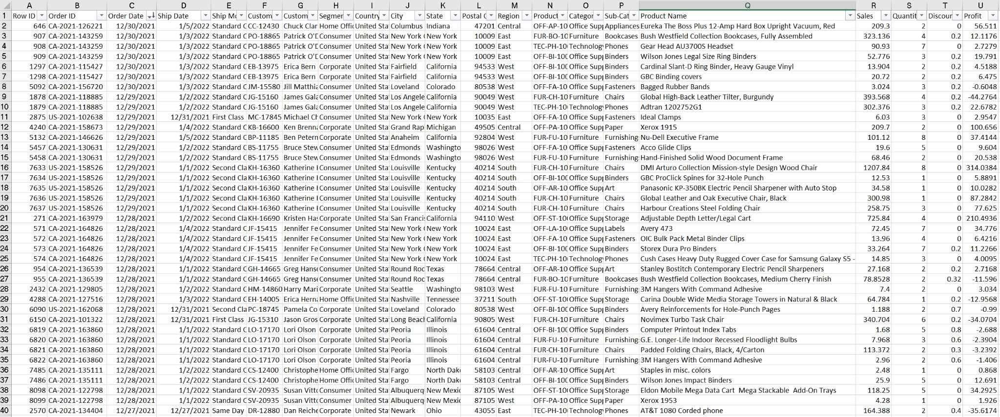 A B C D E F G H I J K L M N O P Q R S T U
1 Row ID Order ID Order Date Ship Date Ship Mo Custom Custom Segmer Country City State Postal C Region Product Categor Sub-Cat Product Name Sales Quantit Discour Profit
2 646 CA-2021-126221 12/30/2021 1/5/2022 Standard C CC-12430 Chuck Clar Home Offic United Sta Columbus Indiana 47201 Central OFF-AP-10 Office Supp Appliances Eureka The Boss Plus 12-Amp Hard Box Upright Vacuum, Red 209.3 2 0 56.511
3 907 CA-2021-143259 12/30/2021 1/3/2022 Standard C PO-18865 Patrick O'D Consumer United Sta New York C New York 10009 East FUR-BO-10 Furniture Bookcases Bush Westfield Collection Bookcases, Fully Assembled 323.136 4 0.2 12.1176
4 908 CA-2021-143259 12/30/2021 1/3/2022 Standard C PO-18865 Patrick O'D Consumer United Sta New York C New York 10009 East TEC-PH-10 Technology Phones Gear Head AU3700S Headset 90.93 7 0 2.7279
5 909 CA-2021-143259 12/30/2021 1/3/2022 Standard C PO-18865 Patrick O'D Consumer United Sta New York C New York 10009 East OFF-BI-100 Office Supp Binders Wilson Jones Legal Size Ring Binders 52.776 3 0.2 19.791
6 1297 CA-2021-115427 12/30/2021 1/3/2022 Standard C EB-13975 Erica Bern Corporate United Sta Fairfield California 94533 West OFF-BI-100 Office Supp Binders Cardinal Slant-D Ring Binder, Heavy Gauge Vinyl 13.904 2 0.2 4.5188
7 1298 CA-2021-115427 12/30/2021 1/3/2022 Standard C EB-13975 Erica Bern Corporate United Sta Fairfield California 94533 West OFF-BI-100 Office Supp Binders GBC Binding covers 20.72 2 0.2 6.475
8 5092 CA-2021-156720 12/30/2021 1/3/2022 Standard C JM-15580 Jill Matthia Consumer United Sta Loveland Colorado 80538 West OFF-FA-10 Office Supp Fasteners Bagged Rubber Bands 3.024 3 0.2 -0.6048
9 1878 CA-2021-118885 12/29/2021 1/2/2022 Standard C JG-15160 James Gala Consumer United Sta Los Angele California 90049 West FUR-CH-10 Furniture Chairs Global High-Back Leather Tilter, Burgundy 393.568 4 0.2 -44.2764
10 1879 CA-2021-118885 12/29/2021 1/2/2022 Standard C JG-15160 James Gala Consumer United Sta Los Angele California 90049 West TEC-PH-10 Technology Phones Adtran 1202752G1 302.376 3 0.2 22.6782
11 2875 US-2021-102638 12/29/2021 12/31/2021 First Class MC-17845 Michael Ch Consumer United Sta New York C New York 10035 East OFF-FA-10 Office Supp Fasteners Ideal Clamps 6.03 3 0 2.9547
12 4240 CA-2021-158673 12/29/2021 1/4/2022 Standard C KB-16600 Ken Brenna Corporate United Sta Grand Rap Michigan 49505 Central OFF-PA-10 Office Supp Paper Xerox 1915 209.7 2 0 100.656
13 5132 CA-2021-146626 12/29/2021 1/5/2022 Standard C BP-11185 Ben Petern Corporate United Sta Anaheim California 92804 West FUR-FU-10 Furniture Furnishings Nu-Dell Executive Frame 101.12 8 0 37.4144
14 5457 CA-2021-130631 12/29/2021 1/2/2022 Standard C BS-11755 Bruce Stew Consumer United Sta Edmonds Washingto 98026 West OFF-FA-10 Office Supp Fasteners Acco Glide Clips 19.6 5 0 9.604
15 5458 CA-2021-130631 12/29/2021 1/2/2022 Standard C BS-11755 Bruce Stew Consumer United Sta Edmonds Washingto 98026 West FUR-FU-10 Furniture Furnishings Hand-Finished Solid Wood Document Frame 68.46 2 0 20.538
16 7633 US-2021-158526 12/29/2021 1/1/2022 Second Cla KH-16360 Katherine H Consumer United Sta Louisville Kentucky 40214 South FUR-CH-10 Furniture Chairs DMI Arturo Collection Mission-style Design Wood Chair 1207.84 8 0 314.0384
17 7634 US-2021-158526 12/29/2021 1/1/2022 Second Cla KH-16360 Katherine H Consumer United Sta Louisville Kentucky 40214 South OFF-BI-100 Office Supp Binders GBC ProClick Spines for 32-Hole Punch 12.53 1 0 5.8891
18 7635 US-2021-158526 12/29/2021 1/1/2022 Second Cla KH-16360 Katherine H Consumer United Sta Louisville Kentucky 40214 South OFF-AR-10 Office Supp Art Panasonic KP-350BK Electric Pencil Sharpener with Auto Stop 34.58 1 0 10.0282
19 7636 US-2021-158526 12/29/2021 1/1/2022 Second Cla KH-16360 Katherine H Consumer United Sta Louisville Kentucky 40214 South FUR-CH-10 Furniture Chairs Global Leather and Oak Executive Chair, Black 300.98 1 0 87.2842
20 7637 US-2021-158526 12/29/2021 1/1/2022 Second Cla KH-16360 Katherine H Consumer United Sta Louisville Kentucky 40214 South FUR-CH-10 Furniture Chairs Harbour Creations Steel Folding Chair 258.75 3 0 77.625
21 271 CA-2021-163979 12/28/2021 1/2/2022 Second Cla KH-16690 Kristen Has Corporate United Sta San Francis California 94110 West OFF-ST-100 Office Supp Storage Adjustable Depth Letter/Legal Cart 725.84 4 0 210.4936
22 571 CA-2021-164826 12/28/2021 1/4/2022 Standard C JF-15415 Jennifer Fe Consumer United Sta New York C New York 10024 East OFF-LA-10 Office Supp Labels Avery 473 72.45 7 0 34.776
23 572 CA-2021-164826 12/28/2021 1/4/2022 Standard C JF-15415 Jennifer Fe Consumer United Sta New York C New York 10024 East OFF-FA-10 Office Supp Fasteners OIC Bulk Pack Metal Binder Clips 13.96 4 0 6.4216
24 573 CA-2021-164826 12/28/2021 1/4/2022 Standard C JF-15415 Jennifer Fe Consumer United Sta New York C New York 10024 East OFF-BI-100 Office Supp Binders Storex Dura Pro Binders 33.264 7 0.2 11.2266
25 574 CA-2021-164826 12/28/2021 1/4/2022 Standard C JF-15415 Jennifer Fe Consumer United Sta New York C New York 10024 East TEC-PH-10 Technology Phones Cush Cases Heavy Duty Rugged Cover Case for Samsung Galaxy S5 - 14.85 3 0 4.0095
26 954 CA-2021-136539 12/28/2021 1/1/2022 Standard C GH-14665 Greg Hanse Consumer United Sta Round Roc Texas 78664 Central OFF-AR-10 Office Supp Art Stanley Bostitch Contemporary Electric Pencil Sharpeners 27.168 2 0.2 2.7168
27 955 CA-2021-136539 12/28/2021 1/1/2022 Standard C GH-14665 Greg Hanse Consumer United Sta Round Roc Texas 78664 Central FUR-BO-10 Furniture Bookcases Bush Westfield Collection Bookcases, Medium Cherry Finish 78.8528 2 0.32 -11.596
28 2432 CA-2021-129805 12/28/2021 1/2/2022 Standard C HM-14860 Harry Mari Corporate United Sta Seattle Washingto 98103 West FUR-FU-10 Furniture Furnishings 3M Hangers With Command Adhesive 7.4 2 0 3.034
29 4288 CA-2021-127516 12/28/2021 1/3/2022 Standard C EH-14005 Erica Herna Home Offic United Sta Nashville Tennessee 37211 South OFF-ST-100 Office Supp Storage Carina Double Wide Media Storage Towers in Natural & Black 64.784 1 0.2 -12.9568
30 6090 US-2021-162068 12/28/2021 12/31/2021 Second Cla PC-18745 Pamela Co Corporate United Sta Loveland Colorado 80538 West OFF-BI-100 Office Supp Binders Avery Reinforcements for Hole-Punch Pages 1.188 2 0.7 -0.99
31 6150 CA-2021-101322 12/28/2021 12/31/2021 First Class JG-15310 Jason Gros Corporate United Sta Long Beach California 90805 West FUR-CH-10 Furniture Chairs Novimex Turbo Task Chair 340.704 6 0.2 -34.0704
32 6819 CA-2021-163860 12/28/2021 1/1/2022 Standard C LO-17170 Lori Olson Corporate United Sta Peoria Illinois 61604 Central OFF-BI-100 Office Supp Binders Computer Printout Index Tabs 1.68 5 0.8 -2.688
33 6820 CA-2021-163860 12/28/2021 1/1/2022 Standard C LO-17170 Lori Olson Corporate United Sta Peoria Illinois 61604 Central FUR-FU-10 Furniture Furnishings G.E. Longer-Life Indoor Recessed Floodlight Bulbs 7.968 3 0.6 -2.3904
34 6821 CA-2021-163860 12/28/2021 1/1/2022 Standard C LO-17170 Lori Olson Corporate United Sta Peoria Illinois 61604 Central FUR-CH-10 Furniture Chairs Padded Folding Chairs, Black, 4/Carton 113.372 2 0.3 -3.2392
35 6822 CA-2021-163860 12/28/2021 1/1/2022 Standard C LO-17170 Lori Olson Corporate United Sta Peoria Illinois 61604 Central FUR-FU-10 Furniture Furnishings 3M Hangers With Command Adhesive 2.96 2 0.6 -1.406
36 7485 CA-2021-135111 12/28/2021 1/2/2022 Standard C CS-12400 Christophe Home Offic United Sta Fargo North Dako 58103 Central OFF-AR-10 Office Supp Art Staples in misc. colors 2.48 1 0 0.868
37 7486 CA-2021-135111 12/28/2021 1/2/2022 Standard C CS-12400 Christophe Home Offic United Sta Fargo North Dako 58103 Central OFF-BI-100 Office Supp Binders Wilson Jones Impact Binders 25.9 5 0 12.691
38 8098 CA-2021-122798 12/28/2021 1/1/2022 Standard C SV-20935 Susan Vitto Consumer United Sta Albuquerq New Mexic 87105 West OFF-ST-100 Office Supp Storage Eldon Mobile Mega Data Cart Mega Stackable Add-On Trays 118.25 5 0 34.2925
39 8099 CA-2021-122798 12/28/2021 1/1/2022 Standard C SV-20935 Susan Vitto Consumer United Sta Albuquerq New Mexic 87105 West OFF-PA-10 Office Supp Paper Xerox 1953 4.28 1 0 1.926
40 2570 CA-2021-134404 12/27/2021 12/27/2021 Same Day DR-12880 Dan Reiche Consumer United Sta Newark Ohio 43055 East TEC-PH-10 Technology Phones AT&T 1080 Corded phone 164.388 2 0.4 -35.6174